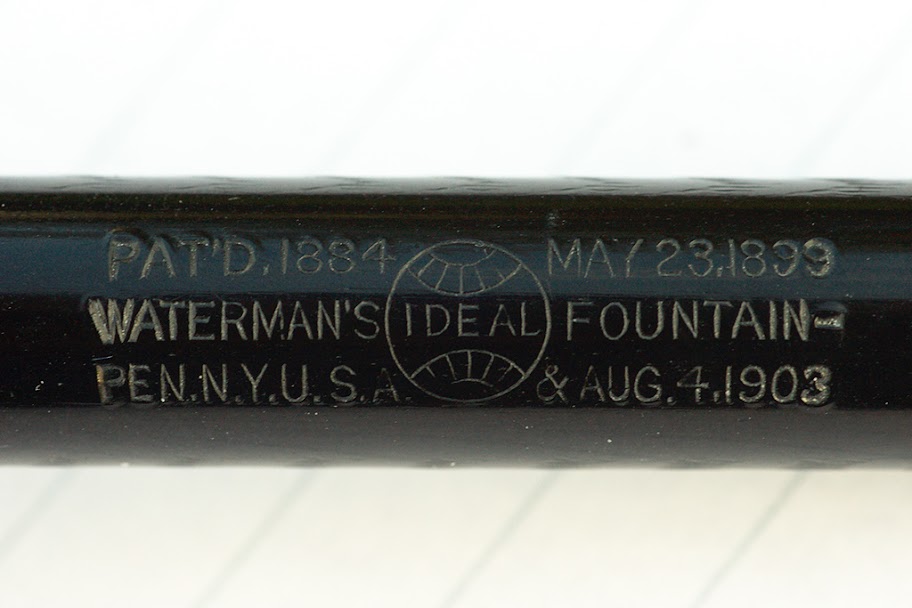 PAT'D.1884 MAY 23.1899
WATERMAN'S IDEAL FOUNTAIN-
PEN.N.Y.U.S.A. & AUG.4.1903